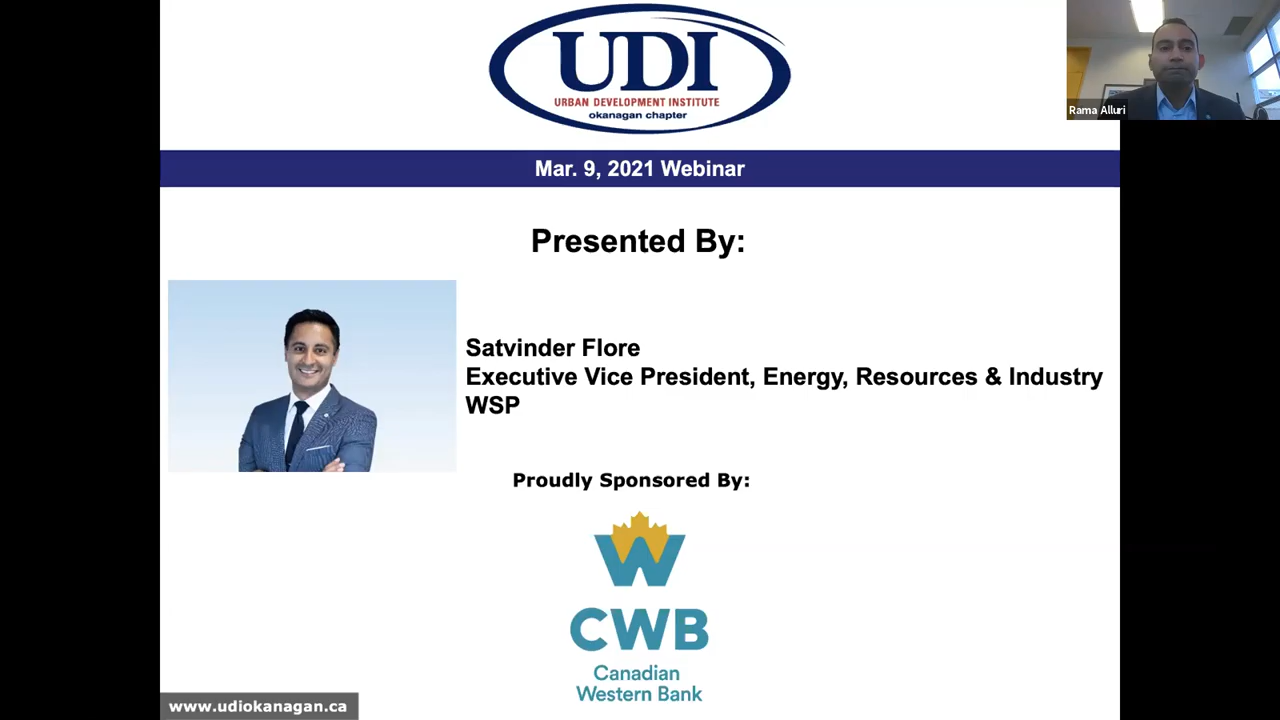 UDI
URBAN DEVELOPMENT INSTITUTE
okanagan chapter
Rama Alluri
Mar. 9, 2021 Webinar
Presented By:
Satvinder Flore
Executive Vice President, Energy, Resources & Industry
WSP
Proudly Sponsored By:
CWB
Canadian
Western Bank
www.udiokanagan.ca